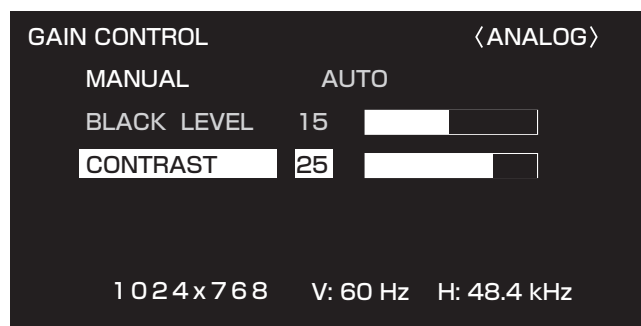 GAIN CONTROL 〈ANALOG〉
MANUAL AUTO
BLACK LEVEL 15
CONTRAST 25
1024x768 V: 60 Hz H: 48.4 kHz